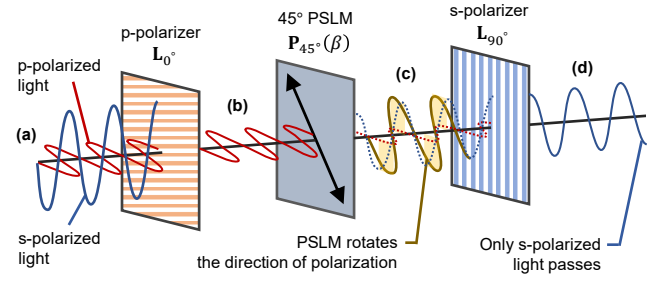 p-polarizer
L₀°
45° PSLM
P₄₅°(β)
s-polarizer
L₉₀°
p-polarized
light
(a)
(b)
(c)
(d)
s-polarized
light
PSLM rotates
the direction of polarization
Only s-polarized
light passes